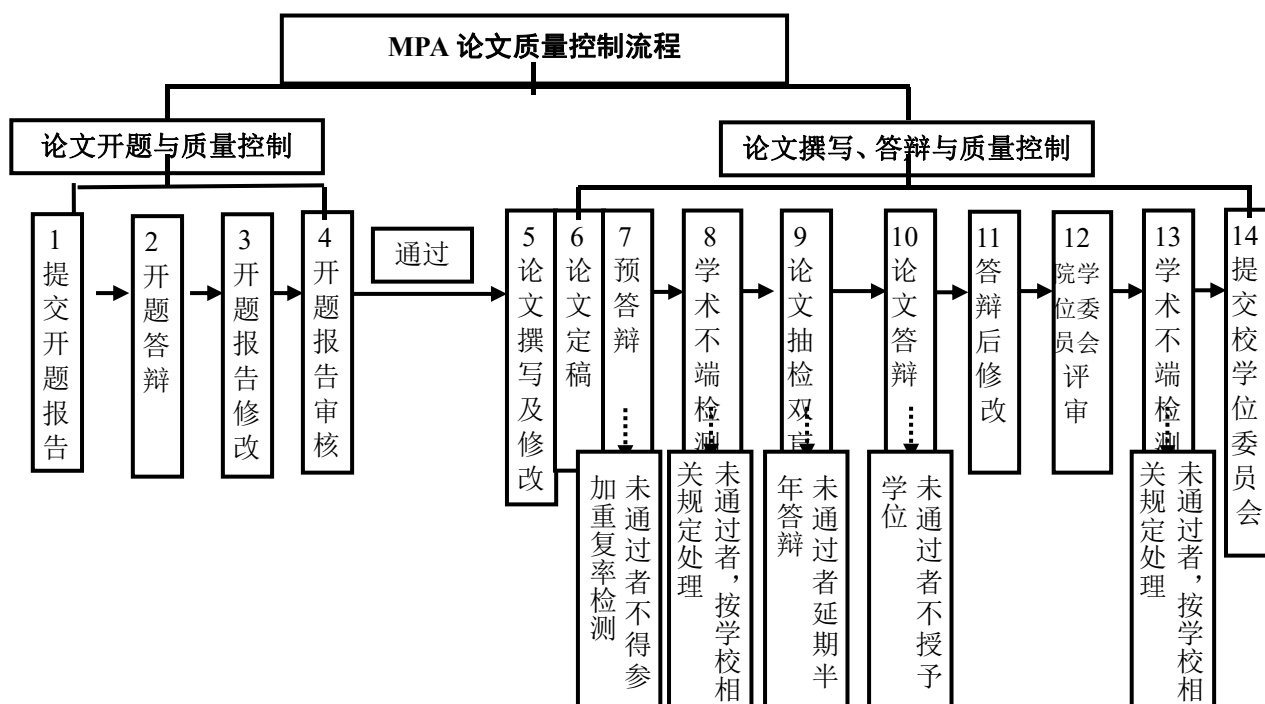 MPA 论文质量控制流程
论文开题与质量控制
论文撰写、答辩与质量控制
1提交开题报告
2开题答辩
3开题报告修改
4开题报告审核
通过
5论文撰写及修改
6论文定稿
7预答辩
8学术不端检测
9论文抽检双盲
10论文答辩
11答辩后修改
12院学位委员会评审
13学术不端检测
14提交校学位委员会
未通过者不得参
加重复率检测
未通过者，按学校相
关规定处理
未通过者延期半
年答辩
未通过者不授予
学位
未通过者，按学校相
关规定处理